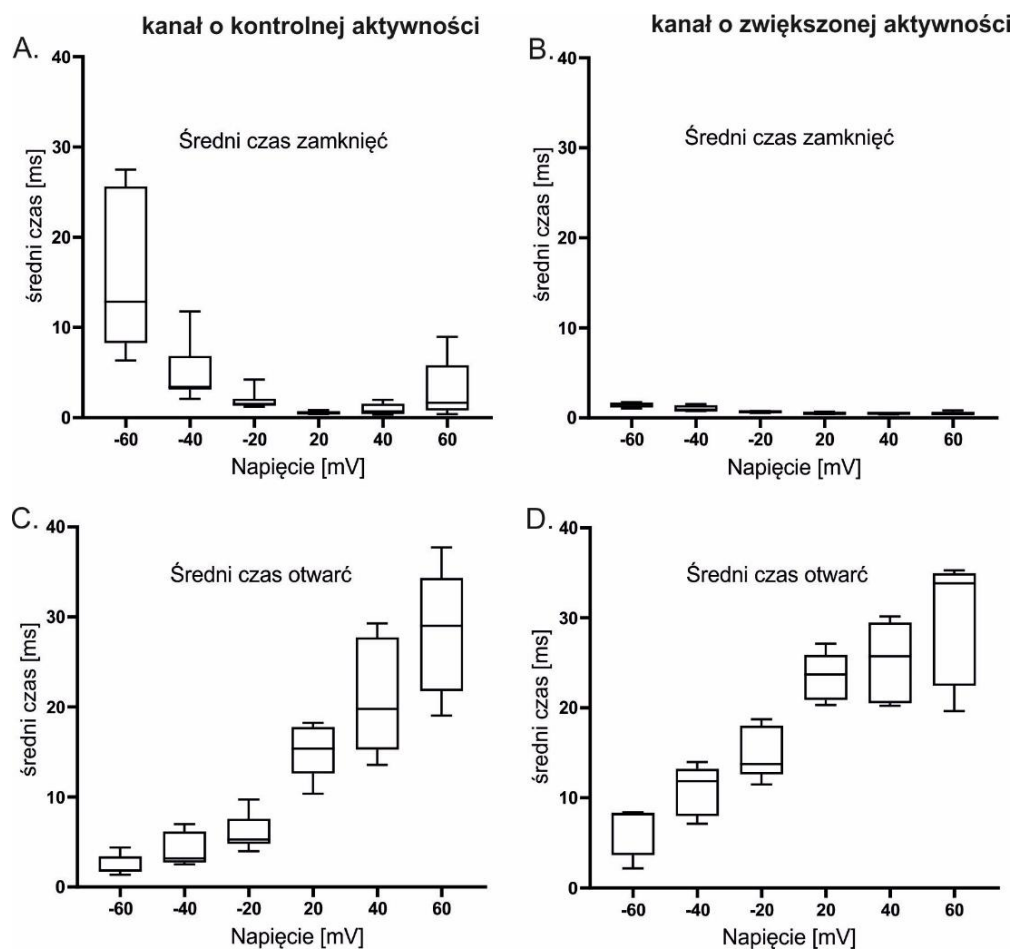 kanał o kontrolnej aktywności
kanał o zwiększonej aktywności
A.
40
30
20
10
0
średni czas [ms]
Średni czas zamknięć
-60 -40 -20 20 40 60
Napięcie [mV]
B.
40
30
20
10
0
średni czas [ms]
Średni czas zamknięć
-60 -40 -20 20 40 60
Napięcie [mV]
C.
40
30
20
10
0
średni czas [ms]
Średni czas otwarć
-60 -40 -20 20 40 60
Napięcie [mV]
D.
40
30
20
10
0
średni czas [ms]
Średni czas otwarć
-60 -40 -20 20 40 60
Napięcie [mV]